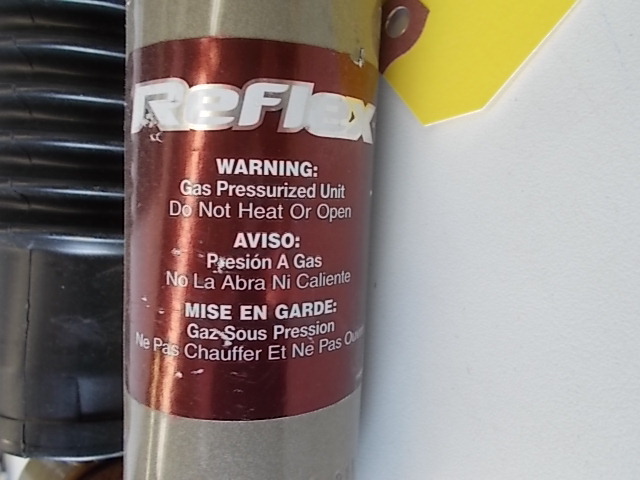 Reflex
WARNING:
Gas Pressurized Unit
Do Not Heat Or Open
AVISO:
Presión A Gas
No La Abra Ni Caliente
MISE EN GARDE:
Gaz Sous Pression
Ne Pas Chauffer Et Ne Pas